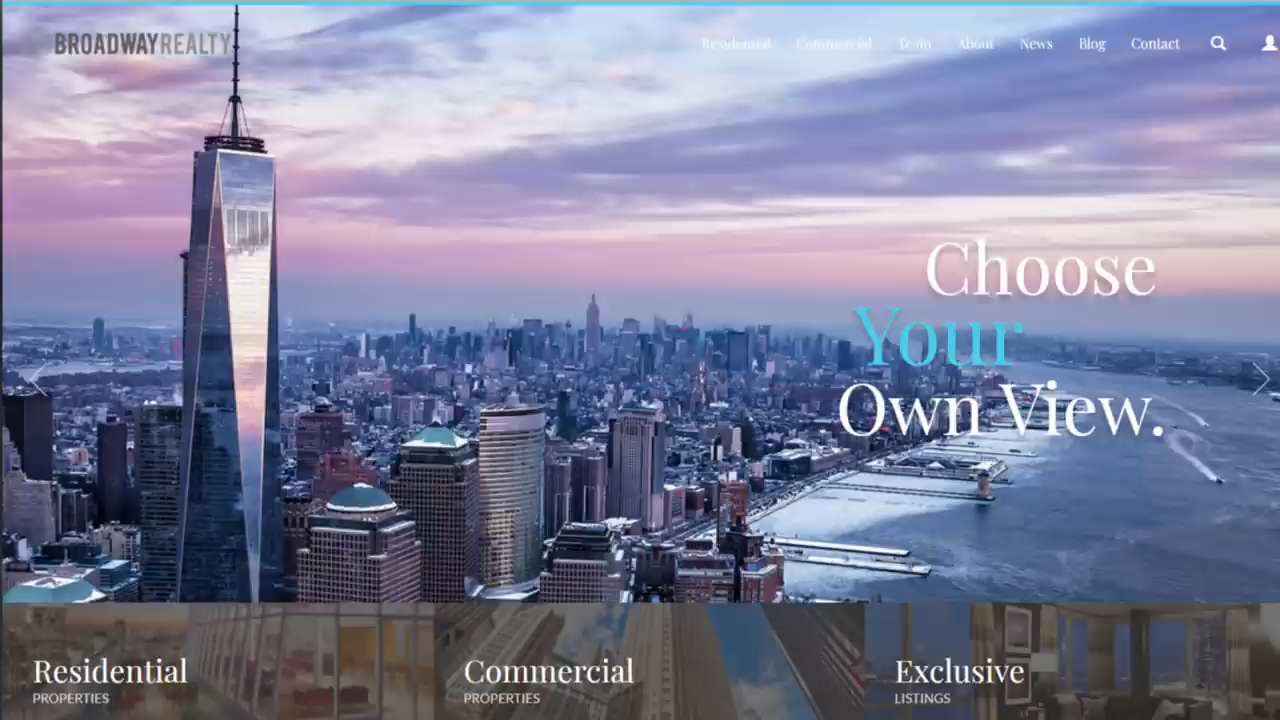 BROADWAYREALTY
Residential Commercial Team About News Blog Contact
Choose
Your
Own View.
Residential
PROPERTIES
Commercial
PROPERTIES
Exclusive
LISTINGS